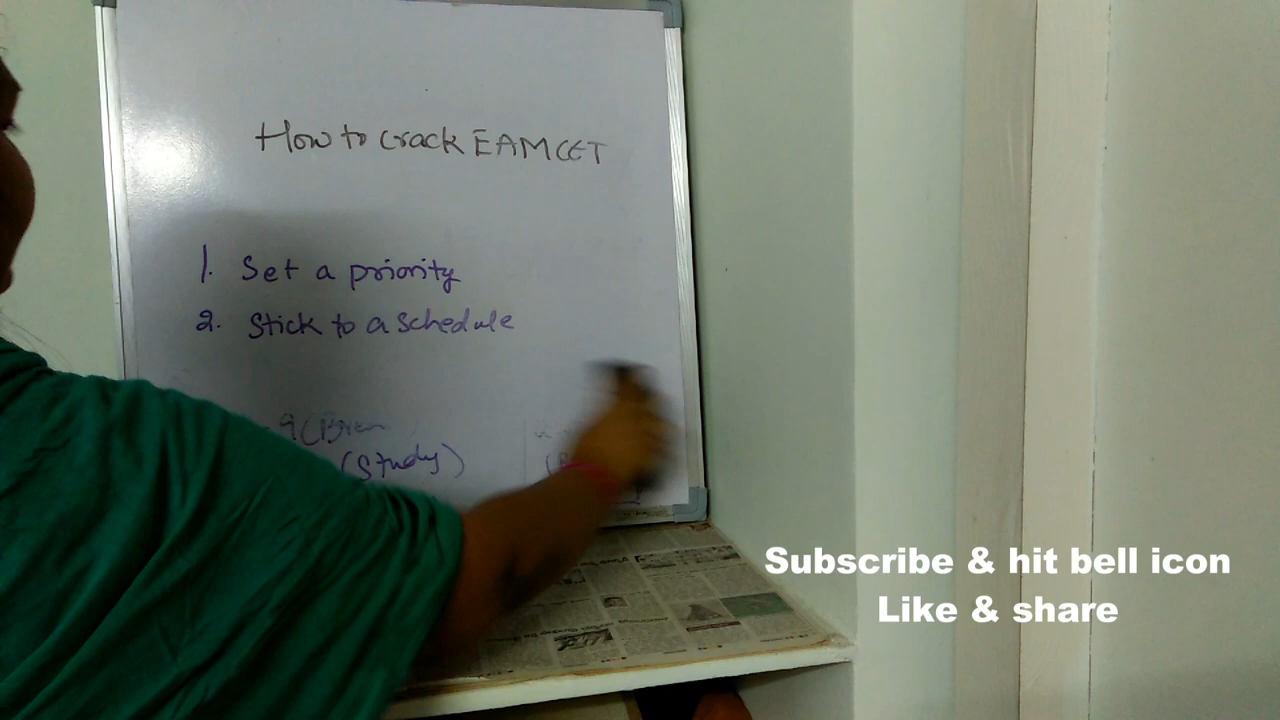 How to crack EAMCET
1. Set a priority
2. Stick to a schedule
(Study)
Subscribe & hit bell icon
Like & share